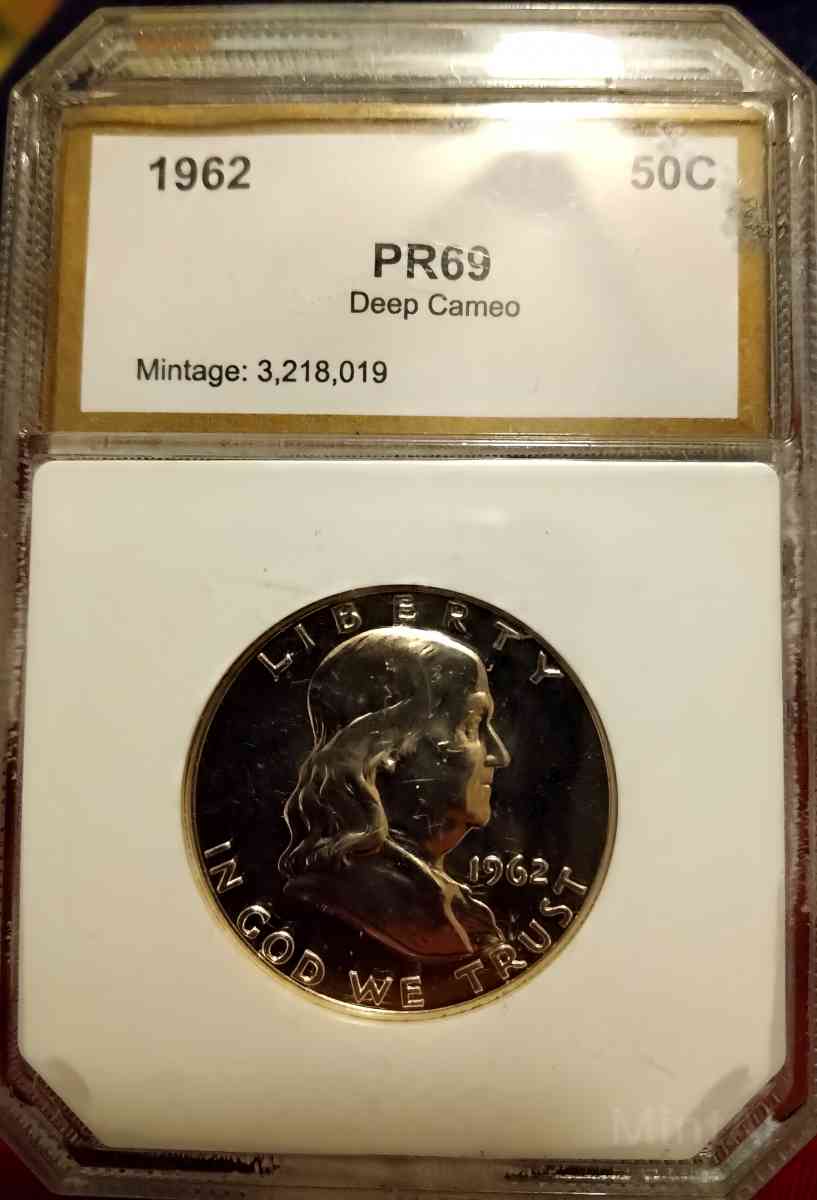 1962 50C
PR69
Deep Cameo
Mintage: 3,218,019
LIBERTY
1962
IN GOD WE TRUST